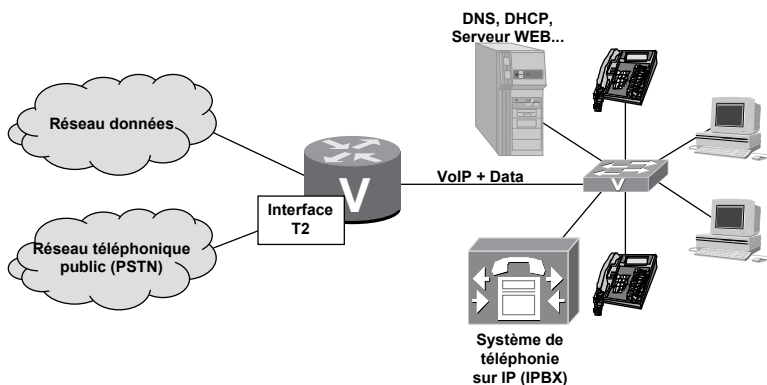 DNS, DHCP,
Serveur WEB...
Réseau données
V
VoIP + Data
V
Interface
T2
Réseau téléphonique
public (PSTN)
Système de
téléphonie
sur IP (IPBX)